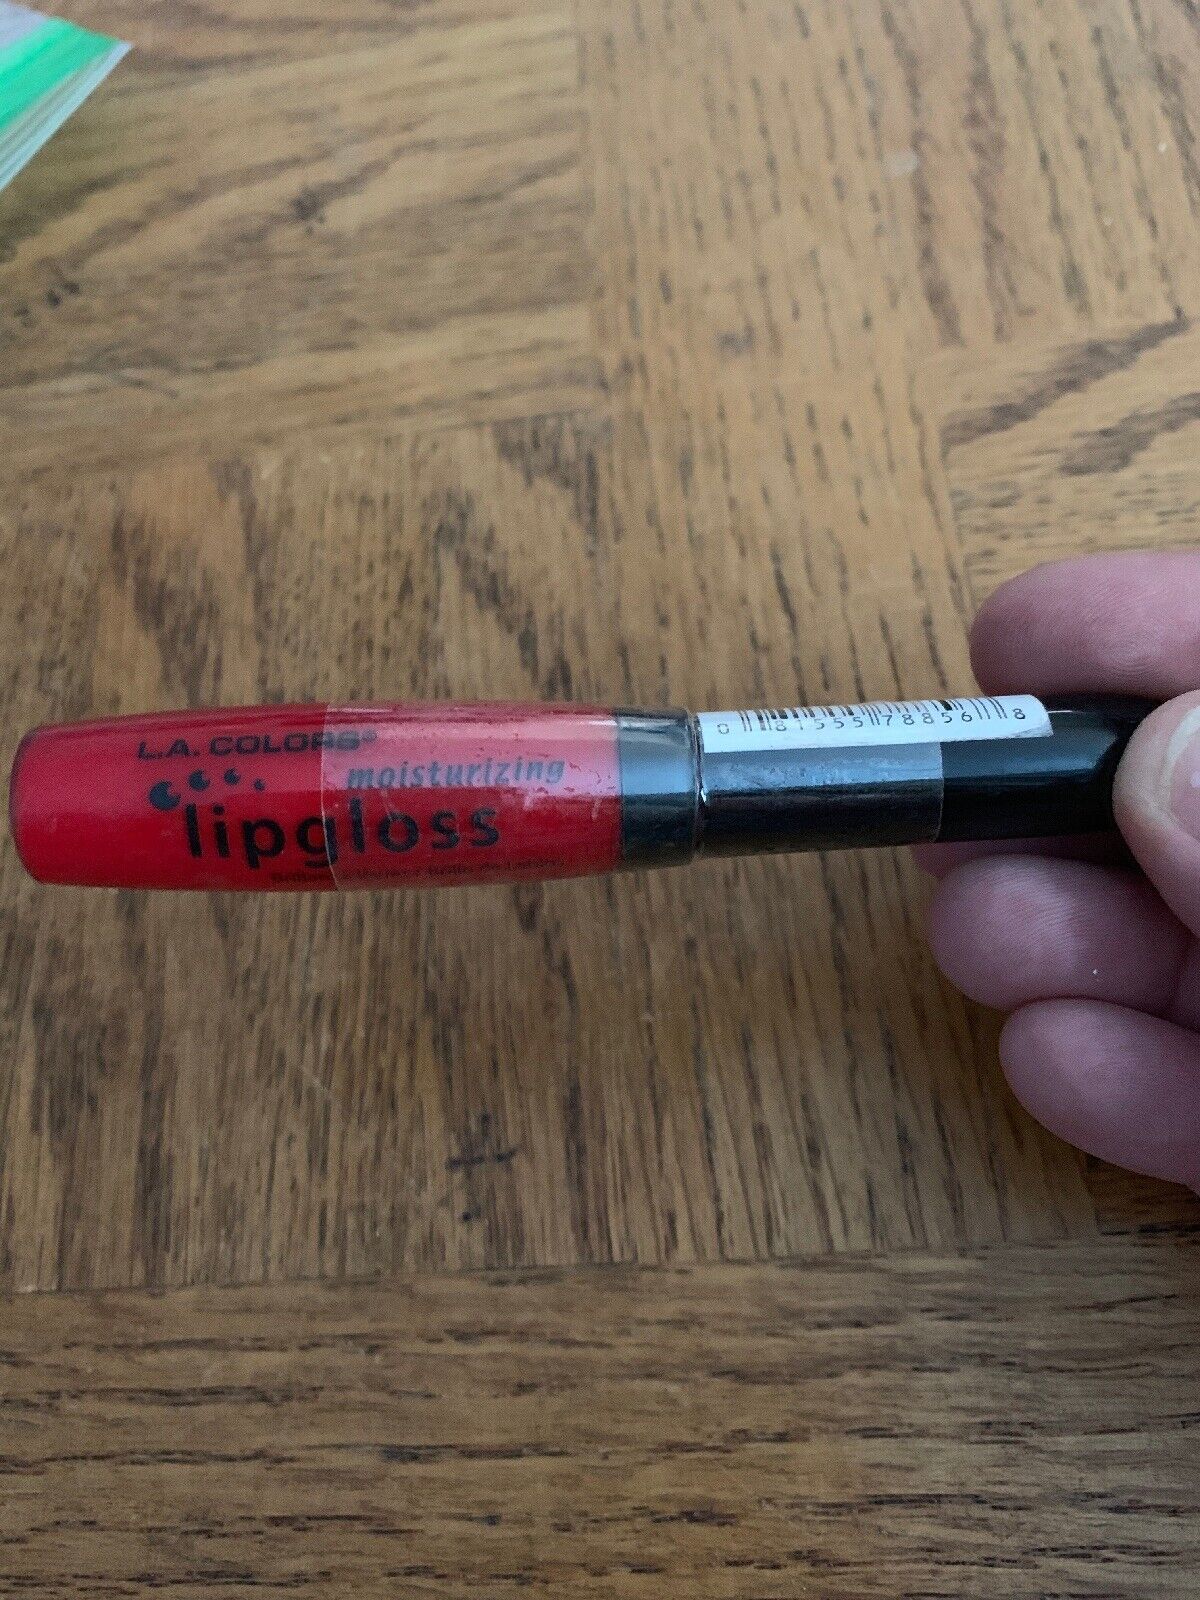 L.A. COLORS®
moisturizing
lipgloss
0 81555 78856 8